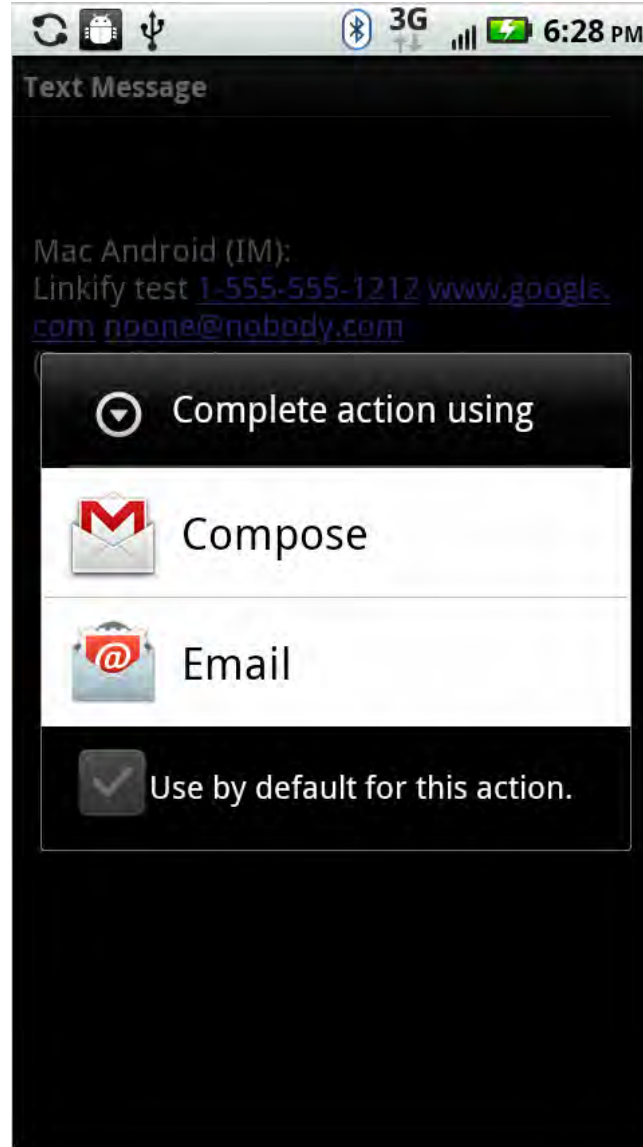 3G 6:28 PM
Text Message
Mac Android (IM):
Linkify test 1-555-555-1212 www.google.
com noone@nobody.com
(
Complete action using
Compose
@
Email
Use by default for this action.